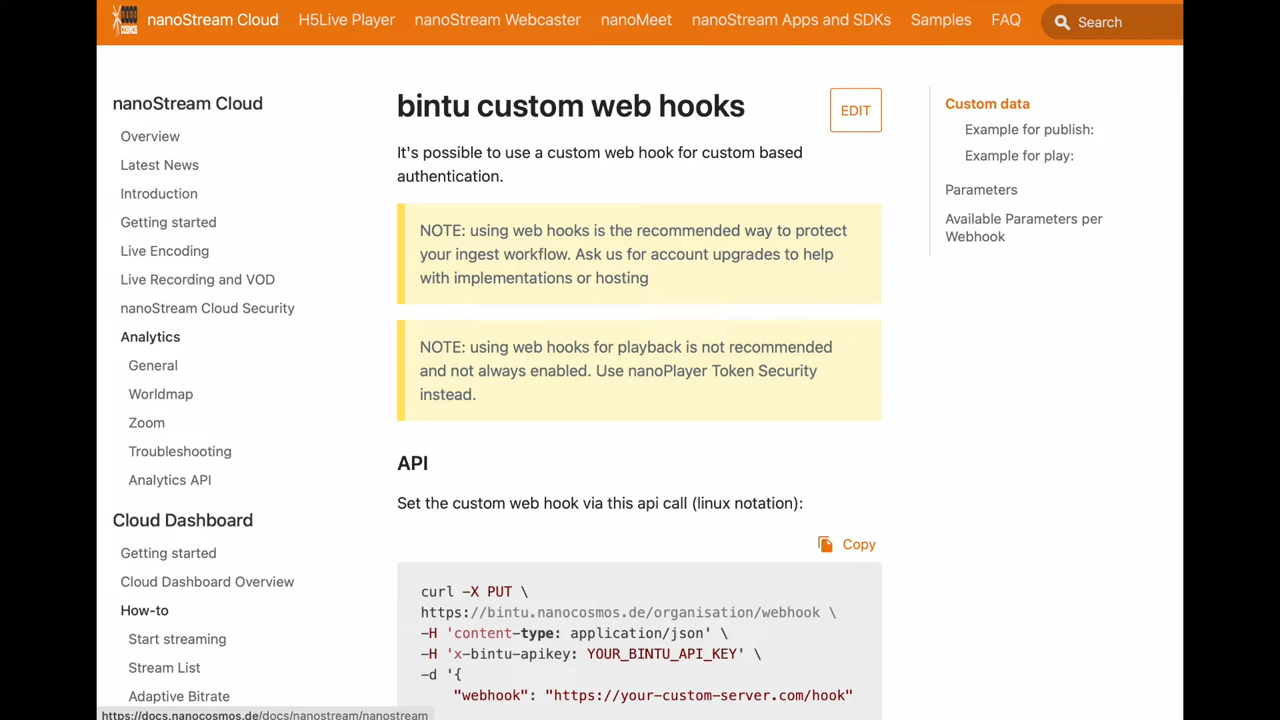 nanoStream Cloud
H5Live Player
nanoStream Webcaster
nanoMeet
nanoStream Apps and SDKs
Samples
FAQ
Search
nanoStream Cloud
Overview
Latest News
Introduction
Getting started
Live Encoding
Live Recording and VOD
nanoStream Cloud Security
Analytics
General
Worldmap
Zoom
Troubleshooting
Analytics API
Cloud Dashboard
Getting started
Cloud Dashboard Overview
How-to
Start streaming
Stream List
Adaptive Bitrate
https://docs.nanocosmos.de/docs/nanostream/nanostream
bintu custom web hooks
EDIT
It's possible to use a custom web hook for custom based
authentication.
NOTE: using web hooks is the recommended way to protect
your ingest workflow. Ask us for account upgrades to help
with implementations or hosting
NOTE: using web hooks for playback is not recommended
and not always enabled. Use nanoPlayer Token Security
instead.
API
Set the custom web hook via this api call (linux notation):
Copy
curl -X PUT \
https://bintu.nanocosmos.de/organisation/webhook \
-H 'content-type: application/json' \
-H 'x-bintu-apikey: YOUR_BINTU_API_KEY' \
-d '{
"webhook": "https://your-custom-server.com/hook"
Custom data
Example for publish:
Example for play:
Parameters
Available Parameters per
Webhook